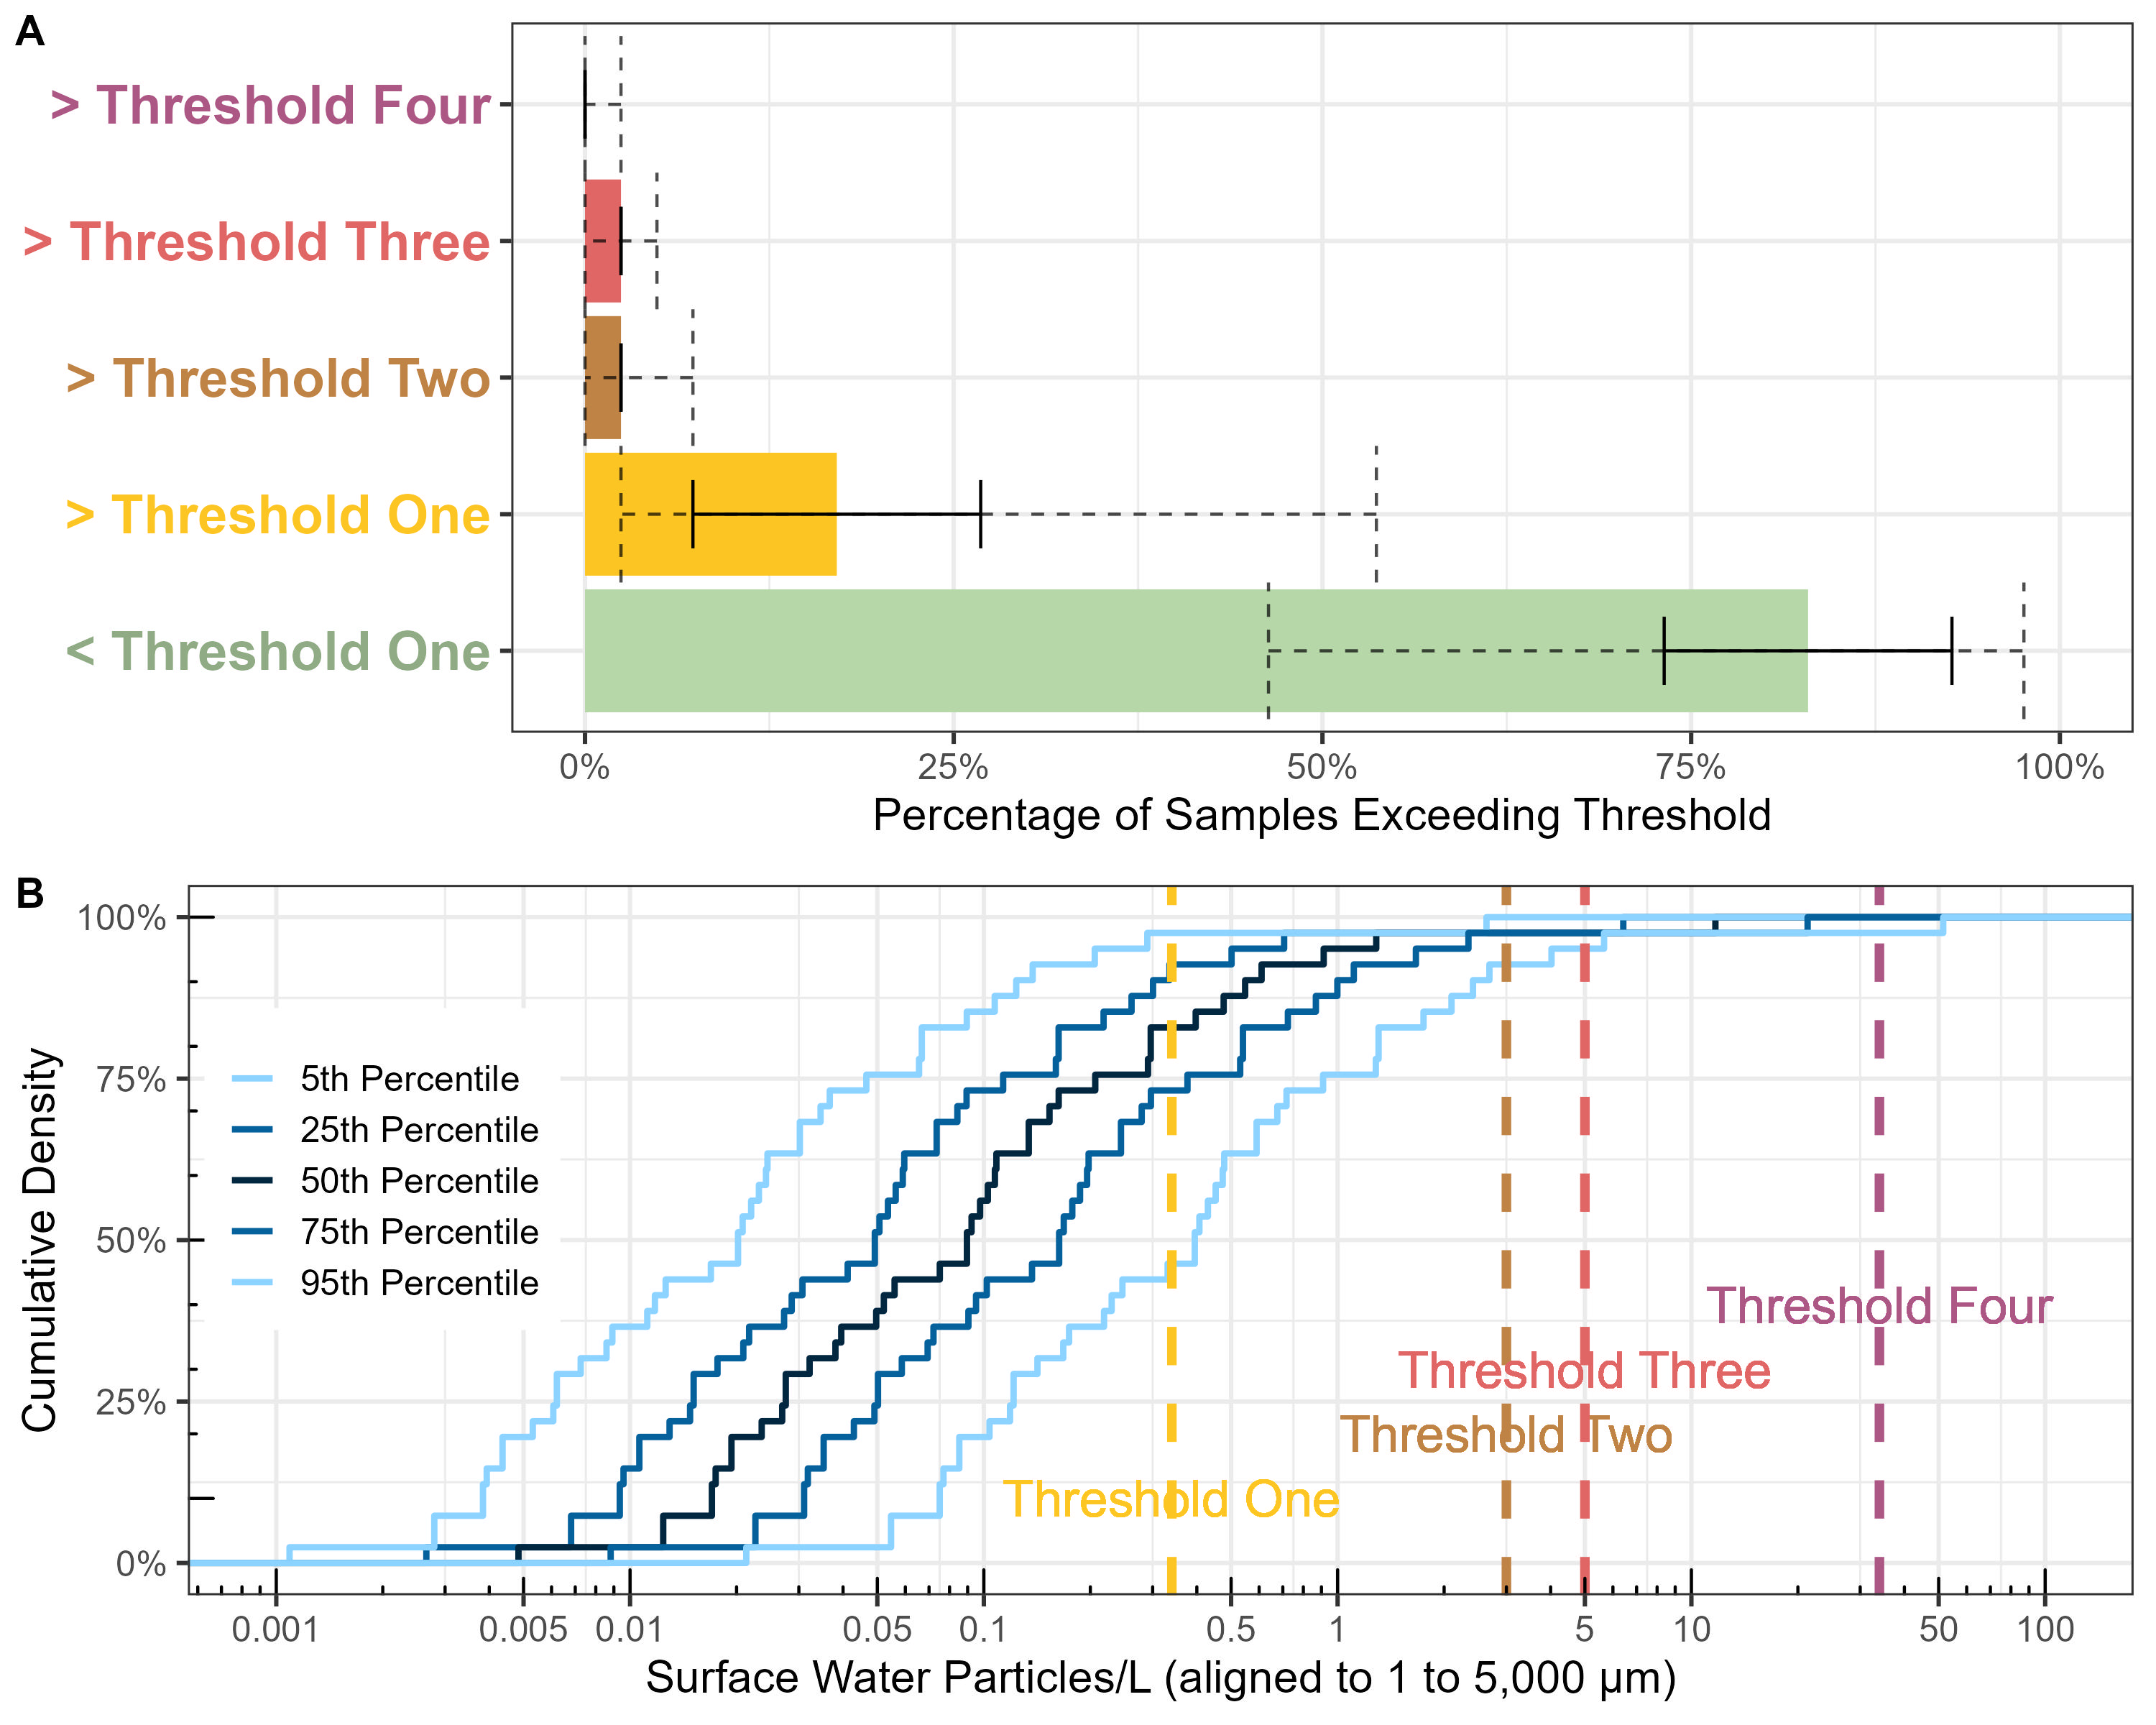 A
> Threshold Four
> Threshold Three
> Threshold Two
> Threshold One
< Threshold One
0% 25% 50% 75% 100%
Percentage of Samples Exceeding Threshold
B
Cumulative Density
100%
75%
50%
25%
0%
5th Percentile
25th Percentile
50th Percentile
75th Percentile
95th Percentile
Threshold Four
Threshold Three
Threshold Two
Threshold One
0.001 0.005 0.01 0.05 0.1 0.5 1 5 10 50 100
Surface Water Particles/L (aligned to 1 to 5,000 µm)